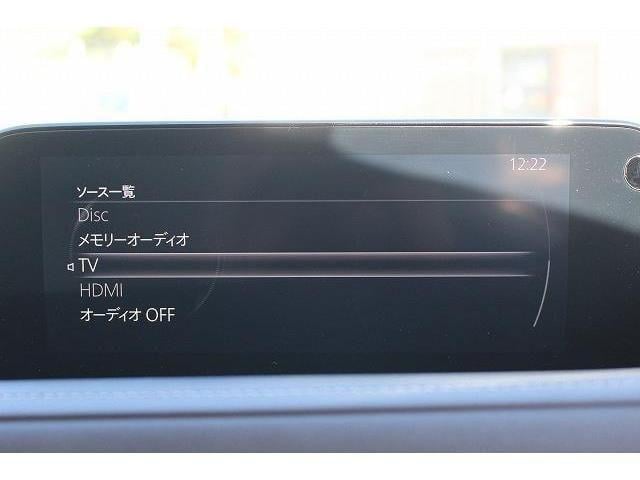 12:22
ソース一覧
Disc
メモリーオーディオ
TV
HDMI
オーディオ OFF